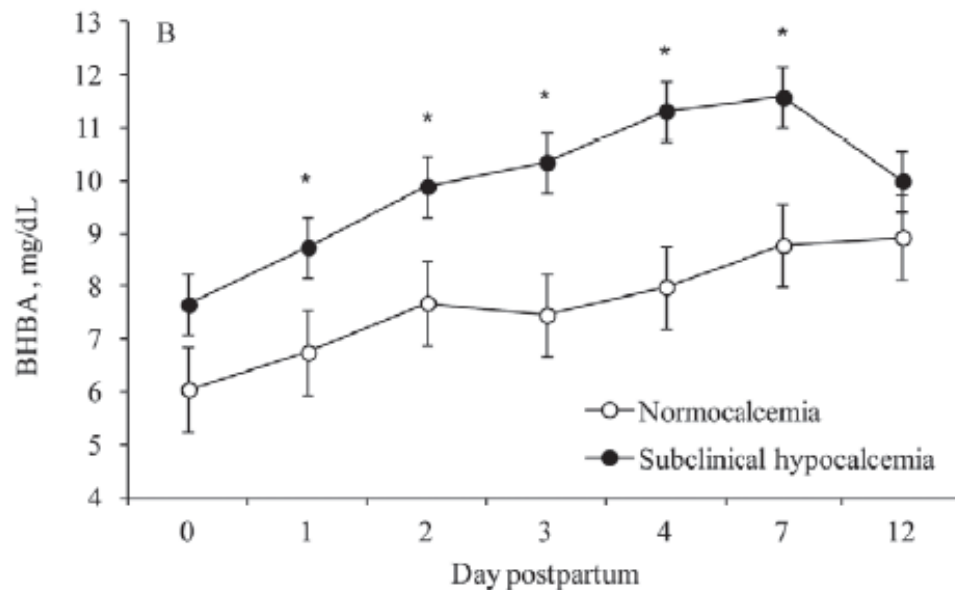 B
13
12
11
10
9
8
7
6
5
4
BHBA, mg/dL
* * * * * *
Normocalcemia
Subclinical hypocalcemia
0 1 2 3 4 7 12
Day postpartum